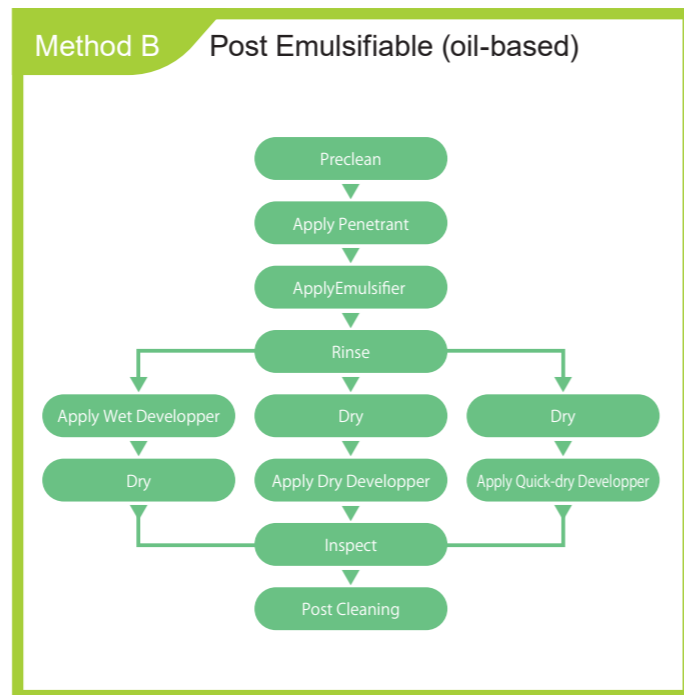 Method B Post Emulsifiable (oil-based)
Preclean
Apply Penetrant
ApplyEmulsifier
Rinse
Apply Wet Developper
Dry
Dry
Dry
Apply Dry Developper
Apply Quick-dry Developper
Inspect
Post Cleaning